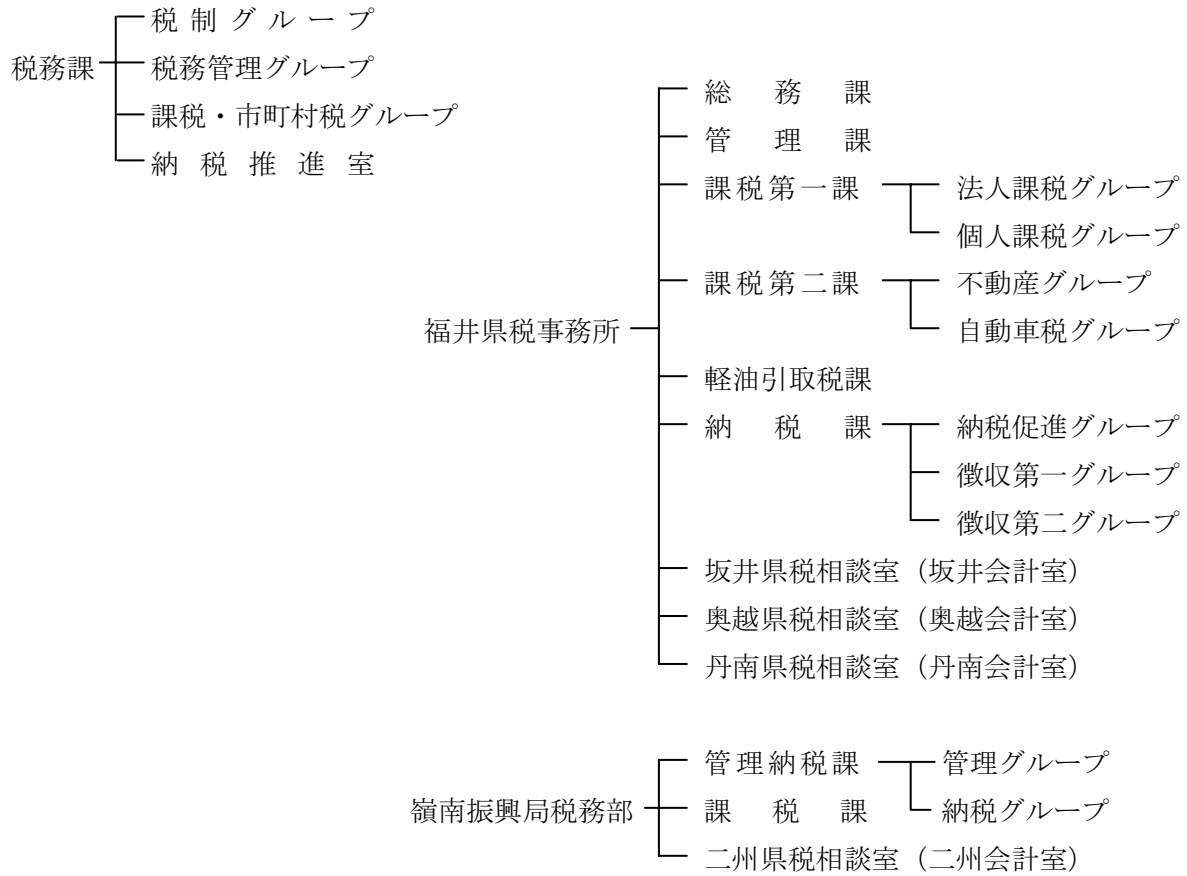 税制グループ
税務課
税務管理グループ
課税・市町村税グループ
納税推進室
総務課
管理課
課税第一課 法人課税グループ
個人課税グループ
課税第二課 不動産グループ
自動車税グループ
福井県税事務所
軽油引取税課
納税課 納税促進グループ
徴収第一グループ
徴収第二グループ
坂井県税相談室（坂井会計室）
奥越県税相談室（奥越会計室）
丹南県税相談室（丹南会計室）
管理納税課 管理グループ
嶺南振興局税務部 課税課 納税グループ
二州県税相談室（二州会計室）